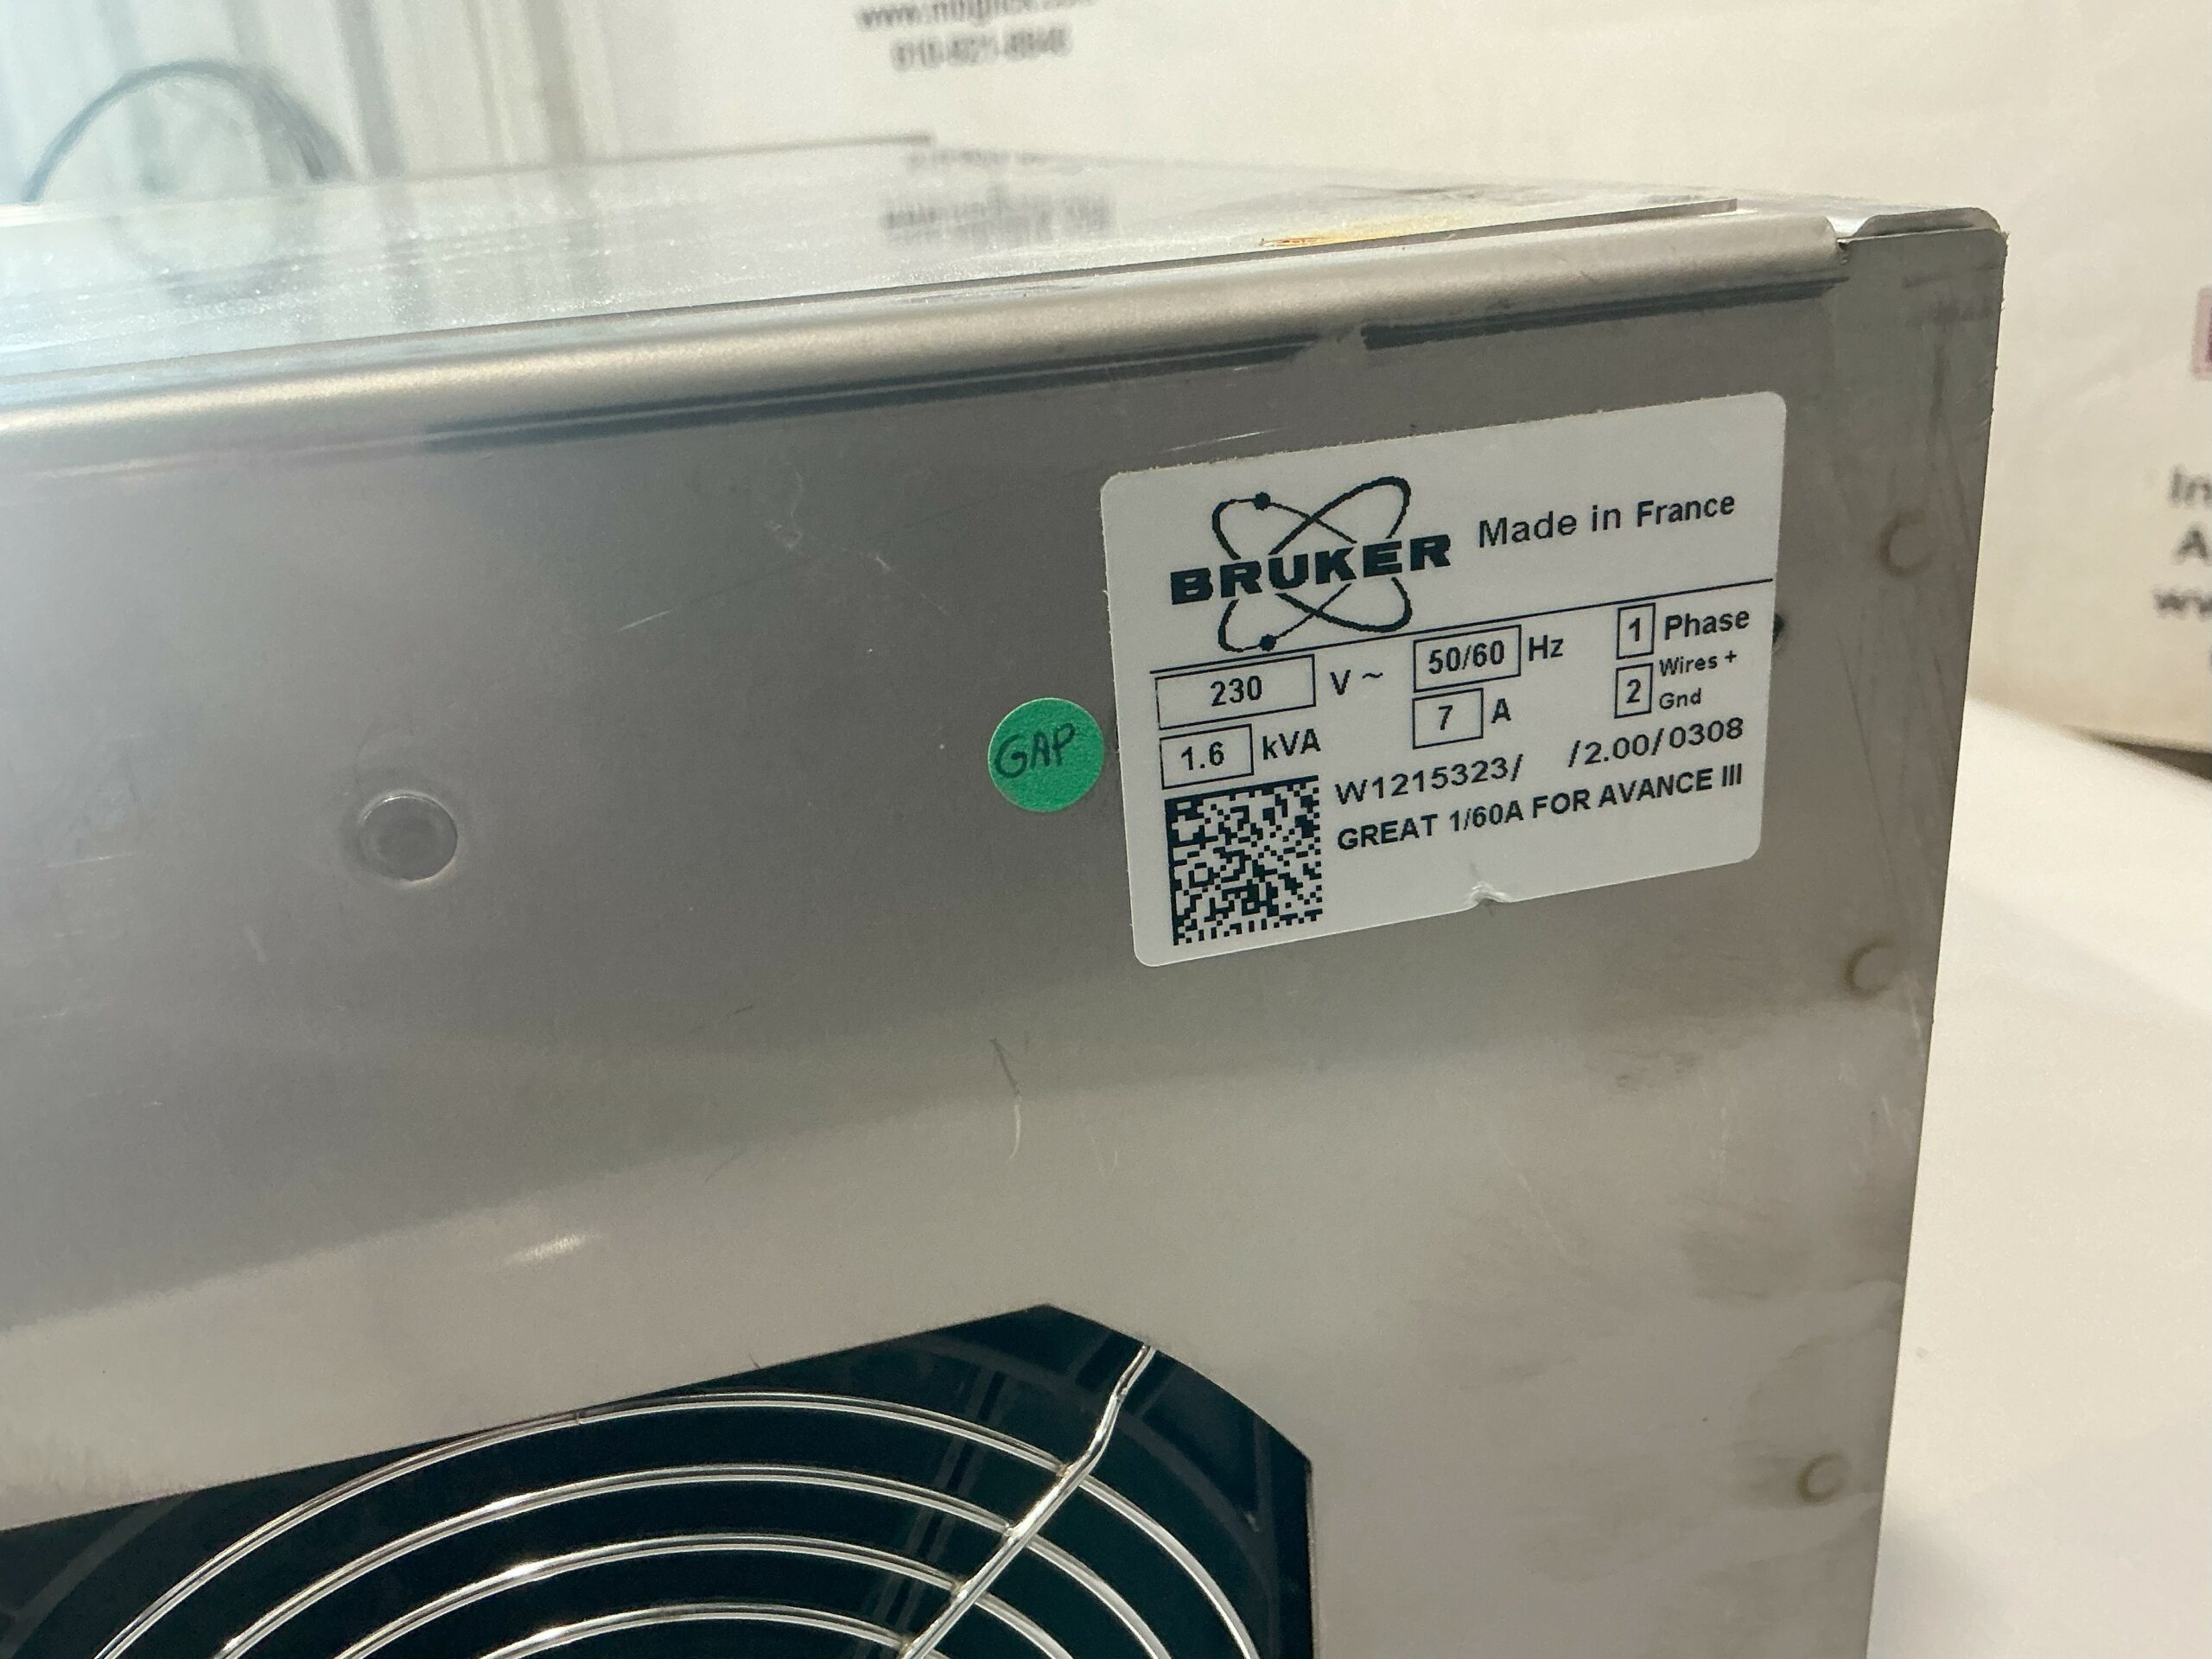 BRUKER Made in France
230 V ~ 50/60 Hz 1 Phase
1.6 kVA 7 A 2 Wires + Gnd
W1215323/ /2.00/0308
GREAT 1/60A FOR AVANCE III
GAP
In
A